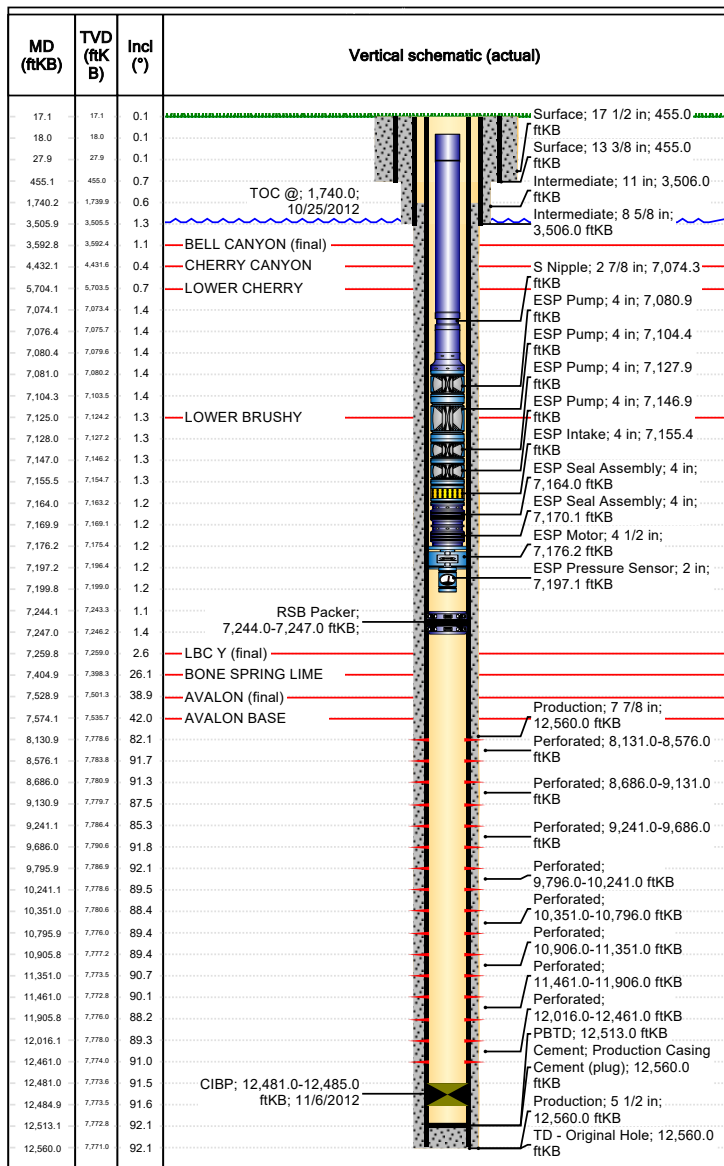 MD (ftKB)
TVD (ftKB)
Incl (°)
Vertical schematic (actual)
17.1 17.1 0.1
18.0 18.0 0.1
27.9 27.9 0.1
455.1 455.0 0.7
1,740.2 1,739.9 0.6
3,505.9 3,505.5 1.3
3,592.8 3,592.4 1.1
4,432.1 4,431.6 0.4
5,704.1 5,703.5 0.7
7,074.1 7,073.4 1.4
7,076.4 7,075.7 1.4
7,080.4 7,079.6 1.4
7,081.0 7,080.2 1.4
7,104.3 7,103.5 1.4
7,125.0 7,124.2 1.3
7,128.0 7,127.2 1.3
7,147.0 7,146.2 1.3
7,155.5 7,154.7 1.3
7,164.0 7,163.2 1.2
7,169.9 7,169.1 1.2
7,176.2 7,175.4 1.2
7,197.2 7,196.4 1.2
7,199.8 7,199.0 1.2
7,244.1 7,243.3 1.1
7,247.0 7,246.2 1.4
7,259.8 7,259.0 2.6
7,404.9 7,398.3 26.1
7,528.9 7,501.3 38.9
7,574.1 7,535.7 42.0
8,130.9 7,778.6 82.1
8,576.1 7,783.8 91.7
8,686.0 7,780.9 91.3
9,130.9 7,779.7 87.5
9,241.1 7,786.4 85.3
9,686.0 7,790.6 91.8
9,795.9 7,786.9 92.1
10,241.1 7,778.6 89.5
10,351.0 7,780.6 88.4
10,795.9 7,776.0 89.4
10,905.8 7,777.2 89.4
11,351.0 7,773.5 90.7
11,461.0 7,772.8 90.1
11,905.8 7,776.0 88.2
12,016.1 7,778.0 89.3
12,461.0 7,774.0 91.0
12,481.0 7,773.6 91.5
12,484.9 7,773.5 91.6
12,513.1 7,772.8 92.1
12,560.0 7,771.0 92.1
TOC @; 1,740.0;
10/25/2012
BELL CANYON (final)
CHERRY CANYON
LOWER CHERRY
LOWER BRUSHY
RSB Packer;
7,244.0-7,247.0 ftKB;
LBC Y (final)
BONE SPRING LIME
AVALON (final)
AVALON BASE
CIBP; 12,481.0-12,485.0
ftKB; 11/6/2012
Surface; 17 1/2 in; 455.0
ftKB
Surface; 13 3/8 in; 455.0
ftKB
Intermediate; 11 in; 3,506.0
ftKB
Intermediate; 8 5/8 in;
3,506.0 ftKB
S Nipple; 2 7/8 in; 7,074.3
ftKB
ESP Pump; 4 in; 7,080.9
ftKB
ESP Pump; 4 in; 7,104.4
ftKB
ESP Pump; 4 in; 7,127.9
ftKB
ESP Pump; 4 in; 7,146.9
ftKB
ESP Intake; 4 in; 7,155.4
ftKB
ESP Seal Assembly; 4 in;
7,164.0 ftKB
ESP Seal Assembly; 4 in;
7,170.1 ftKB
ESP Motor; 4 1/2 in;
7,176.2 ftKB
ESP Pressure Sensor; 2 in;
7,197.1 ftKB
Production; 7 7/8 in;
12,560.0 ftKB
Perforated; 8,131.0-8,576.0
ftKB
Perforated; 8,686.0-9,131.0
ftKB
Perforated; 9,241.0-9,686.0
ftKB
Perforated;
9,796.0-10,241.0 ftKB
Perforated;
10,351.0-10,796.0 ftKB
Perforated;
10,906.0-11,351.0 ftKB
Perforated;
11,461.0-11,906.0 ftKB
Perforated;
12,016.0-12,461.0 ftKB
PBTD; 12,513.0 ftKB
Cement; Production Casing
Cement (plug); 12,560.0
ftKB
Production; 5 1/2 in;
12,560.0 ftKB
TD - Original Hole; 12,560.0
ftKB